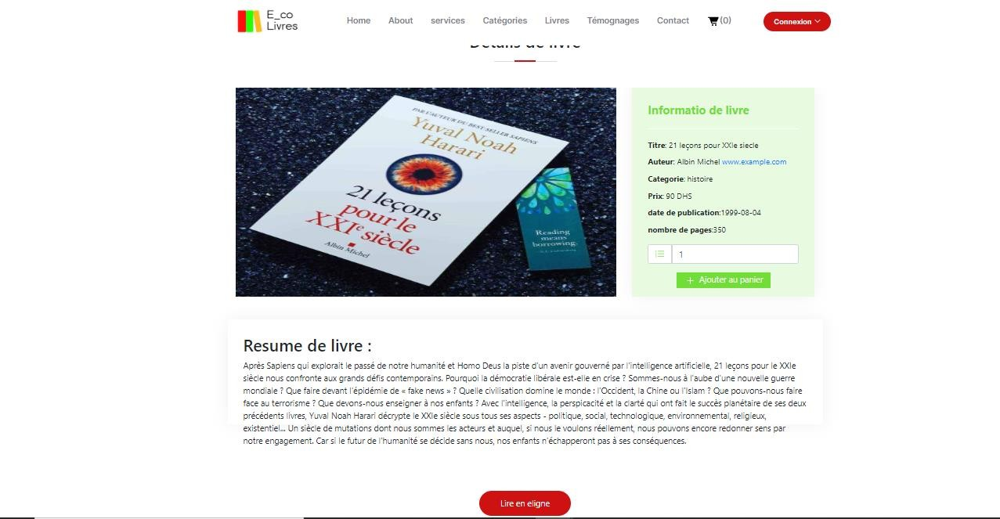 E_co
Livres
Home About services Catégories Livres Témognages Contact (0) Connexion
Détails de livre
PAR L'AUTEUR DU BEST-SELLER SAPIENS
Yuval Noah
Harari
21 leçons
pour le
XXIe siècle
Albin Michel
Reading
means
borrowing.
Informatio de livre
Titre: 21 leçons pour XXIe siecle
Auteur: Albin Michel www.example.com
Categorie: histoire
Prix: 90 DHS
date de publication:1999-08-04
nombre de pages:350
1
+ Ajouter au panier
Resume de livre :
Après Sapiens qui explorait le passé de notre humanité et Homo Deus la piste d'un avenir gouverné par l'intelligence artificielle, 21 leçons pour le XXIe
siècle nous confronte aux grands défis contemporains. Pourquoi la démocratie libérale est-elle en crise ? Sommes-nous à l'aube d'une nouvelle guerre
mondiale ? Que faire devant l'épidémie de « fake news » ? Quelle civilisation domine le monde : l'Occident, la Chine ou l'Islam ? Que pouvons-nous faire
face au terrorisme ? Que devons-nous enseigner à nos enfants ? Avec l'intelligence, la perspicacité et la clarté qui ont fait le succès planétaire de ses deux
précédents livres, Yuval Noah Harari décrypte le XXIe siècle sous tous ses aspects - politique, social, technologique, environnemental, religieux,
existentiel... Un siècle de mutations dont nous sommes les acteurs et auquel, si nous le voulons réellement, nous pouvons encore redonner sens par
notre engagement. Car si le futur de l'humanité se décide sans nous, nos enfants n'échapperont pas à ses conséquences.
Lire en eligne